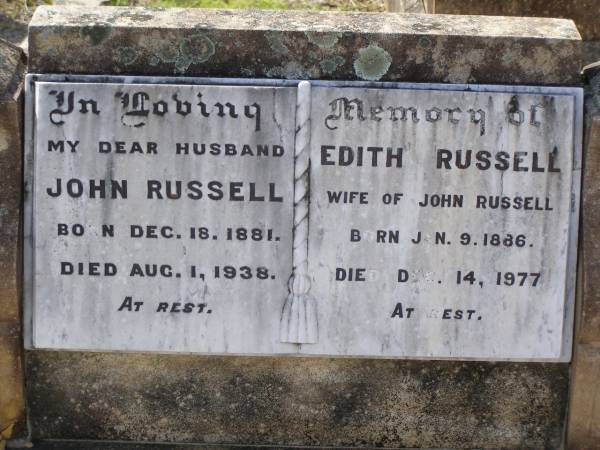 In Loving
MY DEAR HUSBAND
JOHN RUSSELL
BORN DEC. 18. 1881.
DIED AUG. 1, 1938.
AT REST.
Memory of
EDITH RUSSELL
WIFE OF JOHN RUSSELL
BORN JAN. 9. 1886.
DIED DEC. 14, 1977
AT REST.